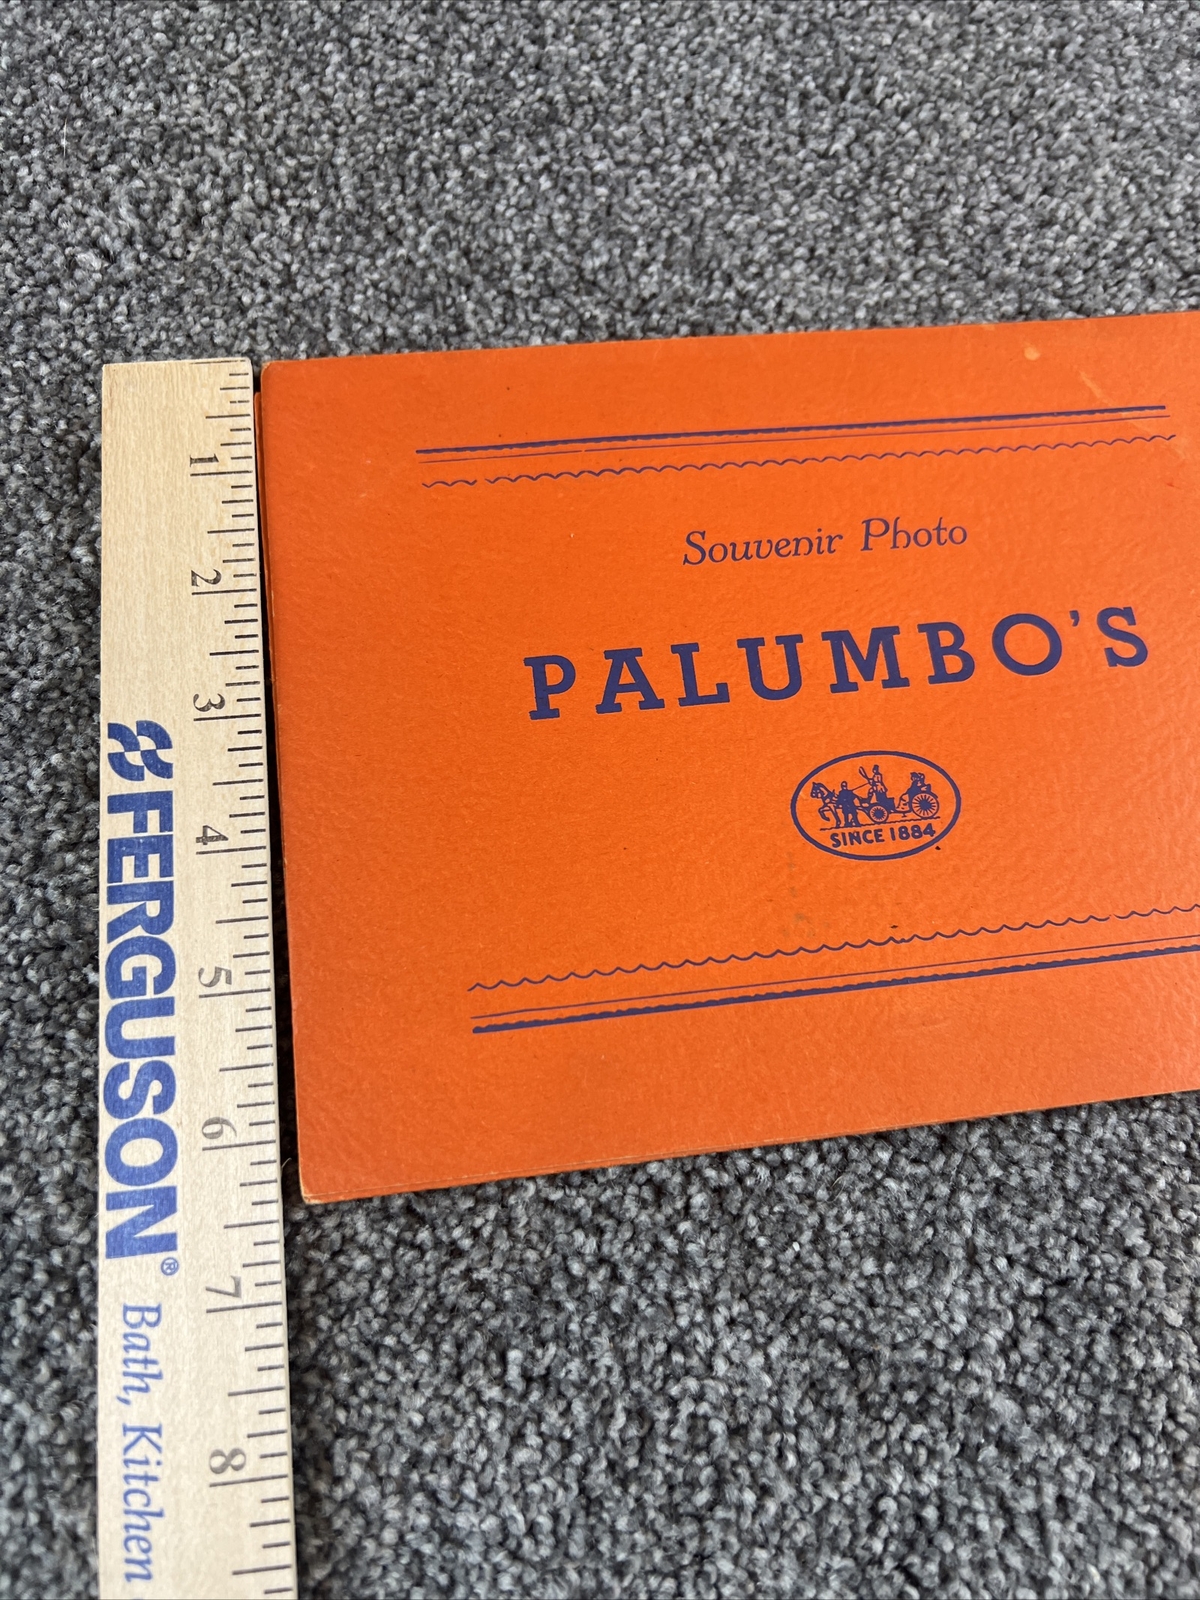 Souvenir Photo
PALUMBO'S
SINCE 1884
1
2
3
4
5
6
7
8
FERGUSON®
Bath, Kitchen